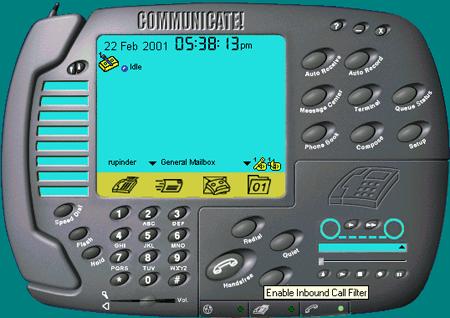 COMMUNICATE!
22 Feb 2001 05:38:13 pm
Idle
Auto Receive
Auto Record
Message Center
Terminal
Queue Status
Phone Book
Compose
Setup
rupinder General Mailbox
01
Speed Dial
Flash
Hold
1 2 3
ABC DEF
4 5 6
GHI JKL MNO
7 8 9
PQRS TUV WXYZ
* 0 #
Vol.
Redial
Quiet
Handsfree
Enable Inbound Call Filter